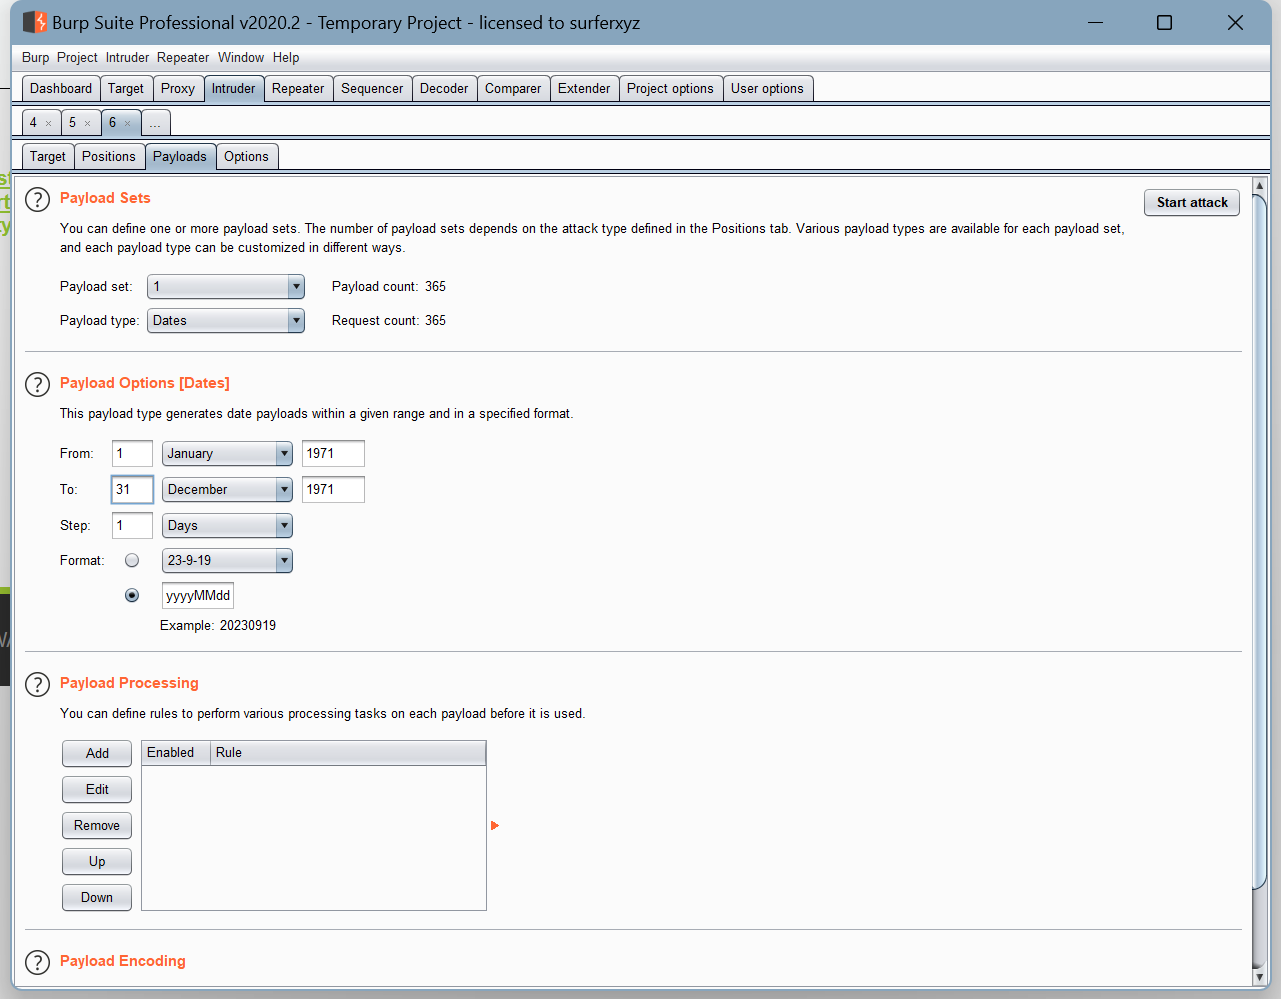 Burp Suite Professional v2020.2 - Temporary Project - licensed to surferxyz
Burp Project Intruder Repeater Window Help
Dashboard Target Proxy Intruder Repeater Sequencer Decoder Comparer Extender Project options User options
4 × 5 × 6 × ...
Target Positions Payloads Options
? Payload Sets
Start attack
You can define one or more payload sets. The number of payload sets depends on the attack type defined in the Positions tab. Various payload types are available for each payload set,
and each payload type can be customized in different ways.
Payload set: 1 Payload count: 365
Payload type: Dates Request count: 365
? Payload Options [Dates]
This payload type generates date payloads within a given range and in a specified format.
From: 1 January 1971
To: 31 December 1971
Step: 1 Days
Format: 23-9-19
yyyyMMdd
Example: 20230919
? Payload Processing
You can define rules to perform various processing tasks on each payload before it is used.
Add Enabled Rule
Edit
Remove
Up
Down
? Payload Encoding